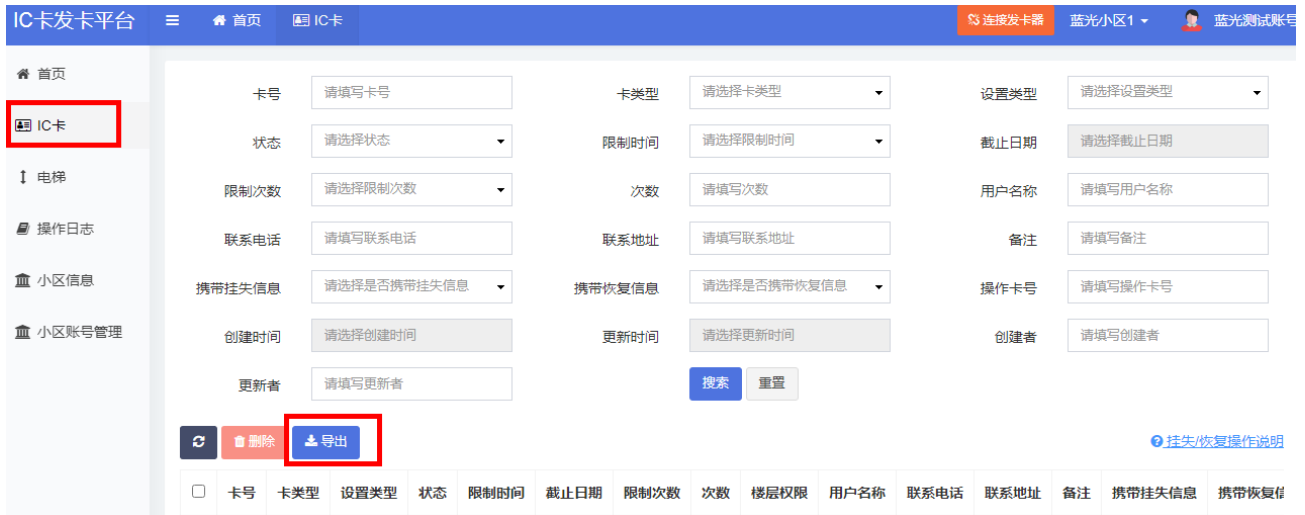 IC卡发卡平台 首页 IC卡 连接发卡器 蓝光小区1 蓝光测试账号
首页
IC卡
电梯
操作日志
小区信息
小区账号管理
卡号 请填写卡号 卡类型 请选择卡类型 设置类型 请选择设置类型
状态 请选择状态 限制时间 请选择限制时间 截止日期 请选择截止日期
限制次数 请选择限制次数 次数 请填写次数 用户名称 请填写用户名称
联系电话 请填写联系电话 联系地址 请填写联系地址 备注 请填写备注
携带挂失信息 请选择是否携带挂失信息 携带恢复信息 请选择是否携带恢复信息 操作卡号 请填写操作卡号
创建时间 请选择创建时间 更新时间 请选择更新时间 创建者 请填写创建者
更新者 请填写更新者 搜索 重置
删除 导出 挂失/恢复操作说明
卡号 卡类型 设置类型 状态 限制时间 截止日期 限制次数 次数 楼层权限 用户名称 联系电话 联系地址 备注 携带挂失信息 携带恢复信